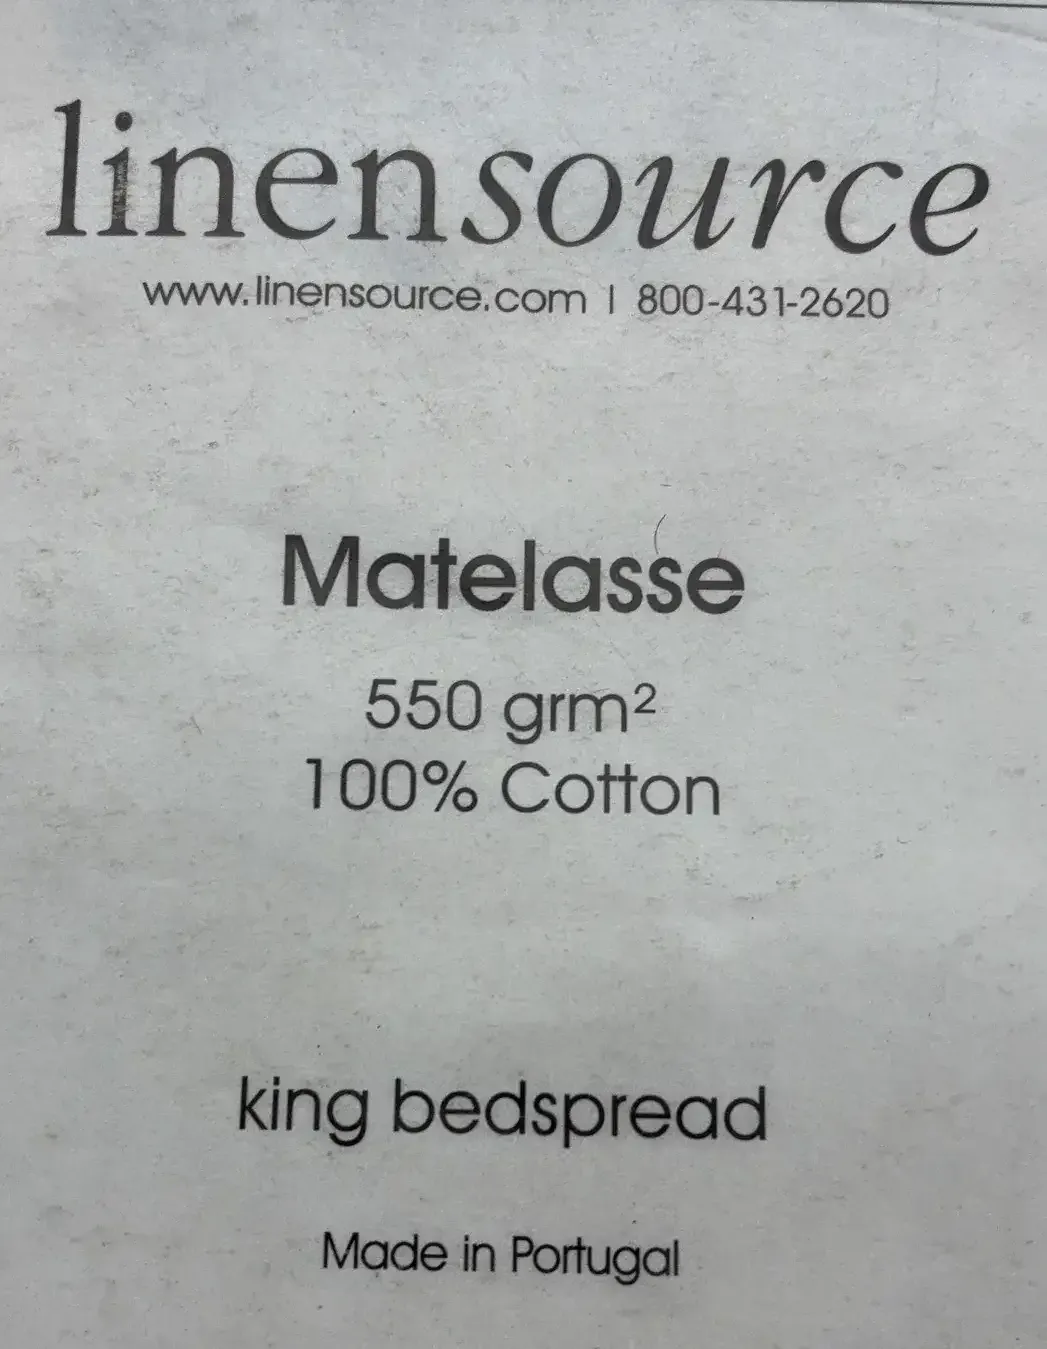 linensource
www.linensource.com | 800-431-2620
Matelasse
550 grm²
100% Cotton
king bedspread
Made in Portugal